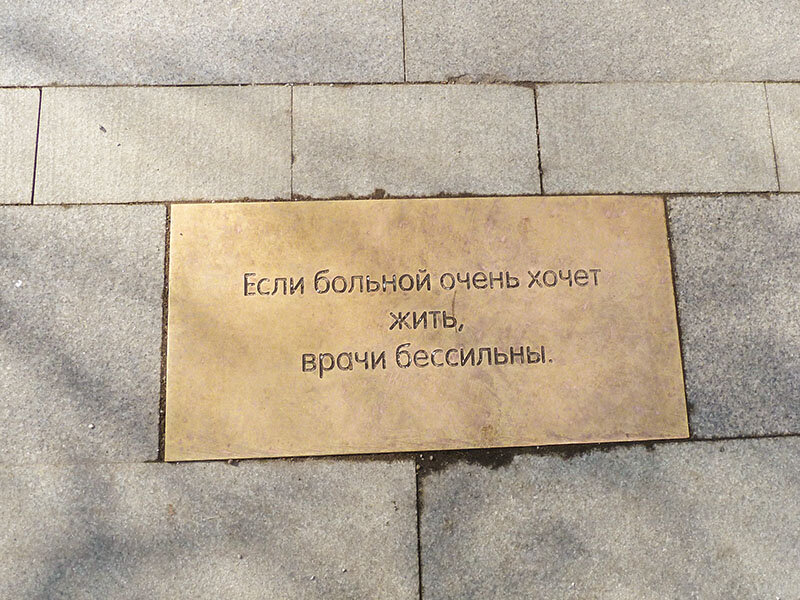 Если больной очень хочет
жить,
врачи бессильны.